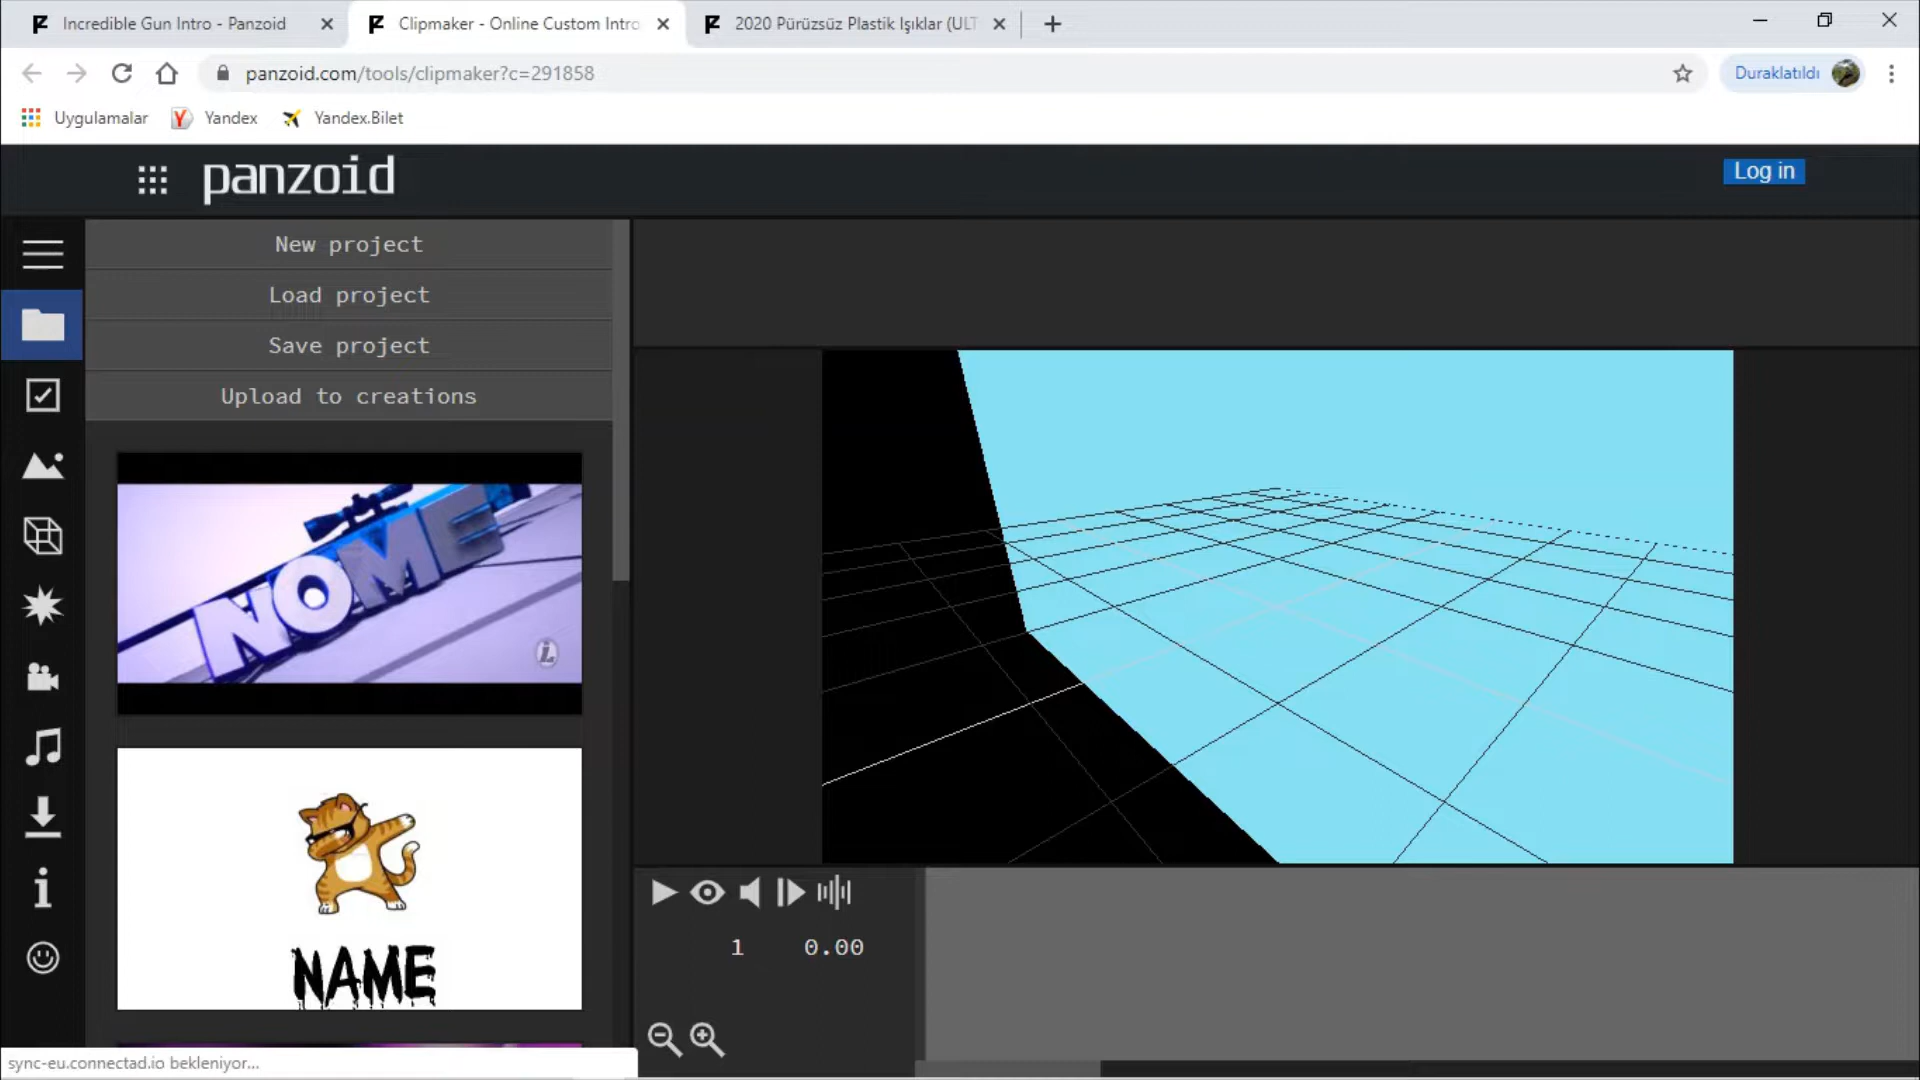 Incredible Gun Intro - Panzoid
Clipmaker - Online Custom Intro
2020 Pürüzsüz Plastik Işıklar (ULT
panzoid.com/tools/clipmaker?c=291858
Duraklatıldı
Uygulamalar
Yandex
Yandex.Bilet
panzoid
Log in
New project
Load project
Save project
Upload to creations
NOME
NAME
1 0.00
sync-eu.connectad.io bekleniyor...